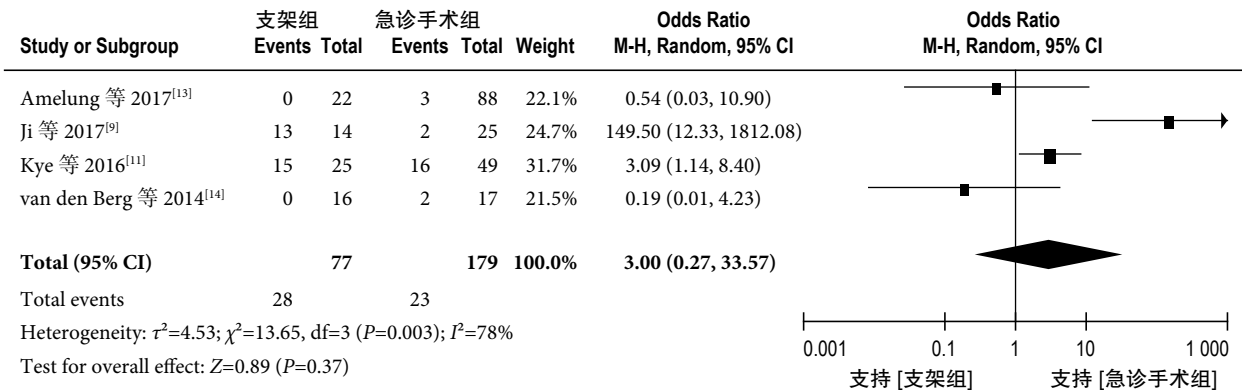 支架组 急诊手术组 Odds Ratio Odds Ratio
Study or Subgroup Events Total Events Total Weight M-H, Random, 95% CI M-H, Random, 95% CI
Amelung 等 2017[13] 0 22 3 88 22.1% 0.54 (0.03, 10.90)
Ji 等 2017[9] 13 14 2 25 24.7% 149.50 (12.33, 1812.08)
Kye 等 2016[11] 15 25 16 49 31.7% 3.09 (1.14, 8.40)
van den Berg 等 2014[14] 0 16 2 17 21.5% 0.19 (0.01, 4.23)
Total (95% CI) 77 179 100.0% 3.00 (0.27, 33.57)
Total events 28 23
Heterogeneity: τ²=4.53; χ²=13.65, df=3 (P=0.003); I²=78%
Test for overall effect: Z=0.89 (P=0.37)
0.001 0.1 1 10 1 000
支持 [支架组] 支持 [急诊手术组]